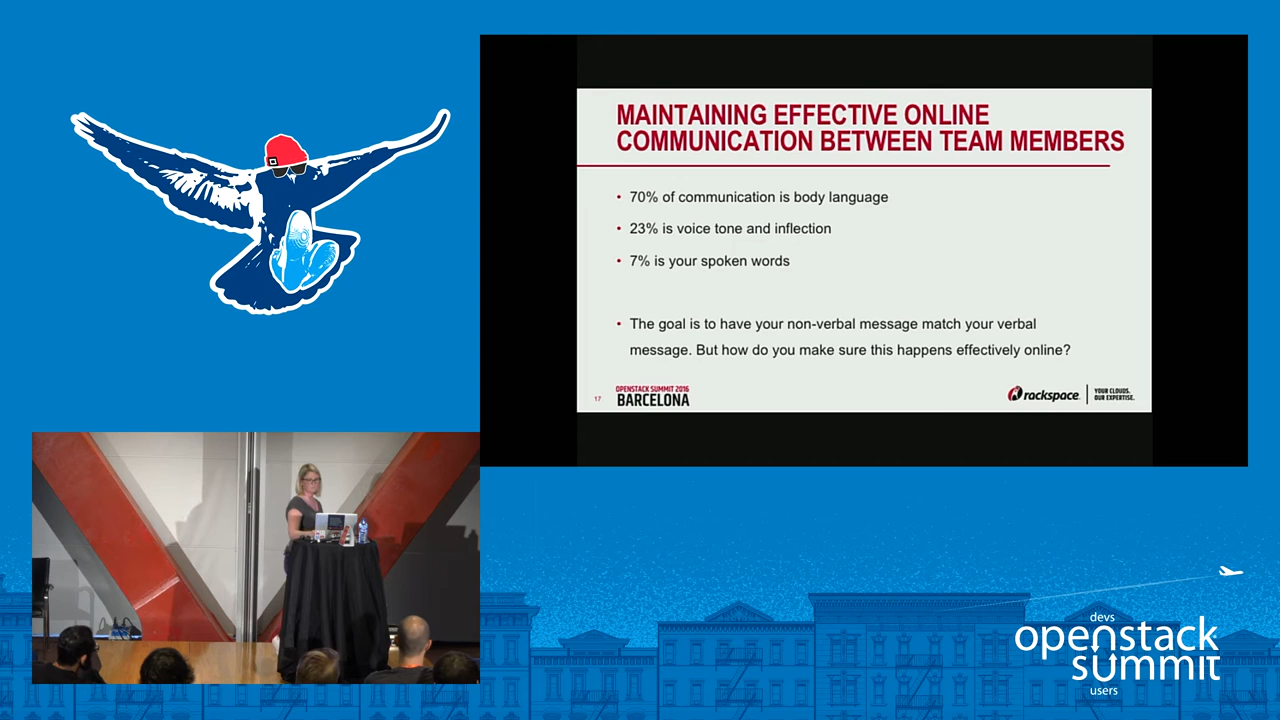 MAINTAINING EFFECTIVE ONLINE
COMMUNICATION BETWEEN TEAM MEMBERS
• 70% of communication is body language
• 23% is voice tone and inflection
• 7% is your spoken words
• The goal is to have your non-verbal message match your verbal
message. But how do you make sure this happens effectively online?
17
OPENSTACK SUMMIT 2016
BARCELONA
rackspace
YOUR CLOUDS.
OUR EXPERTISE.
devs
openstack
summit
users